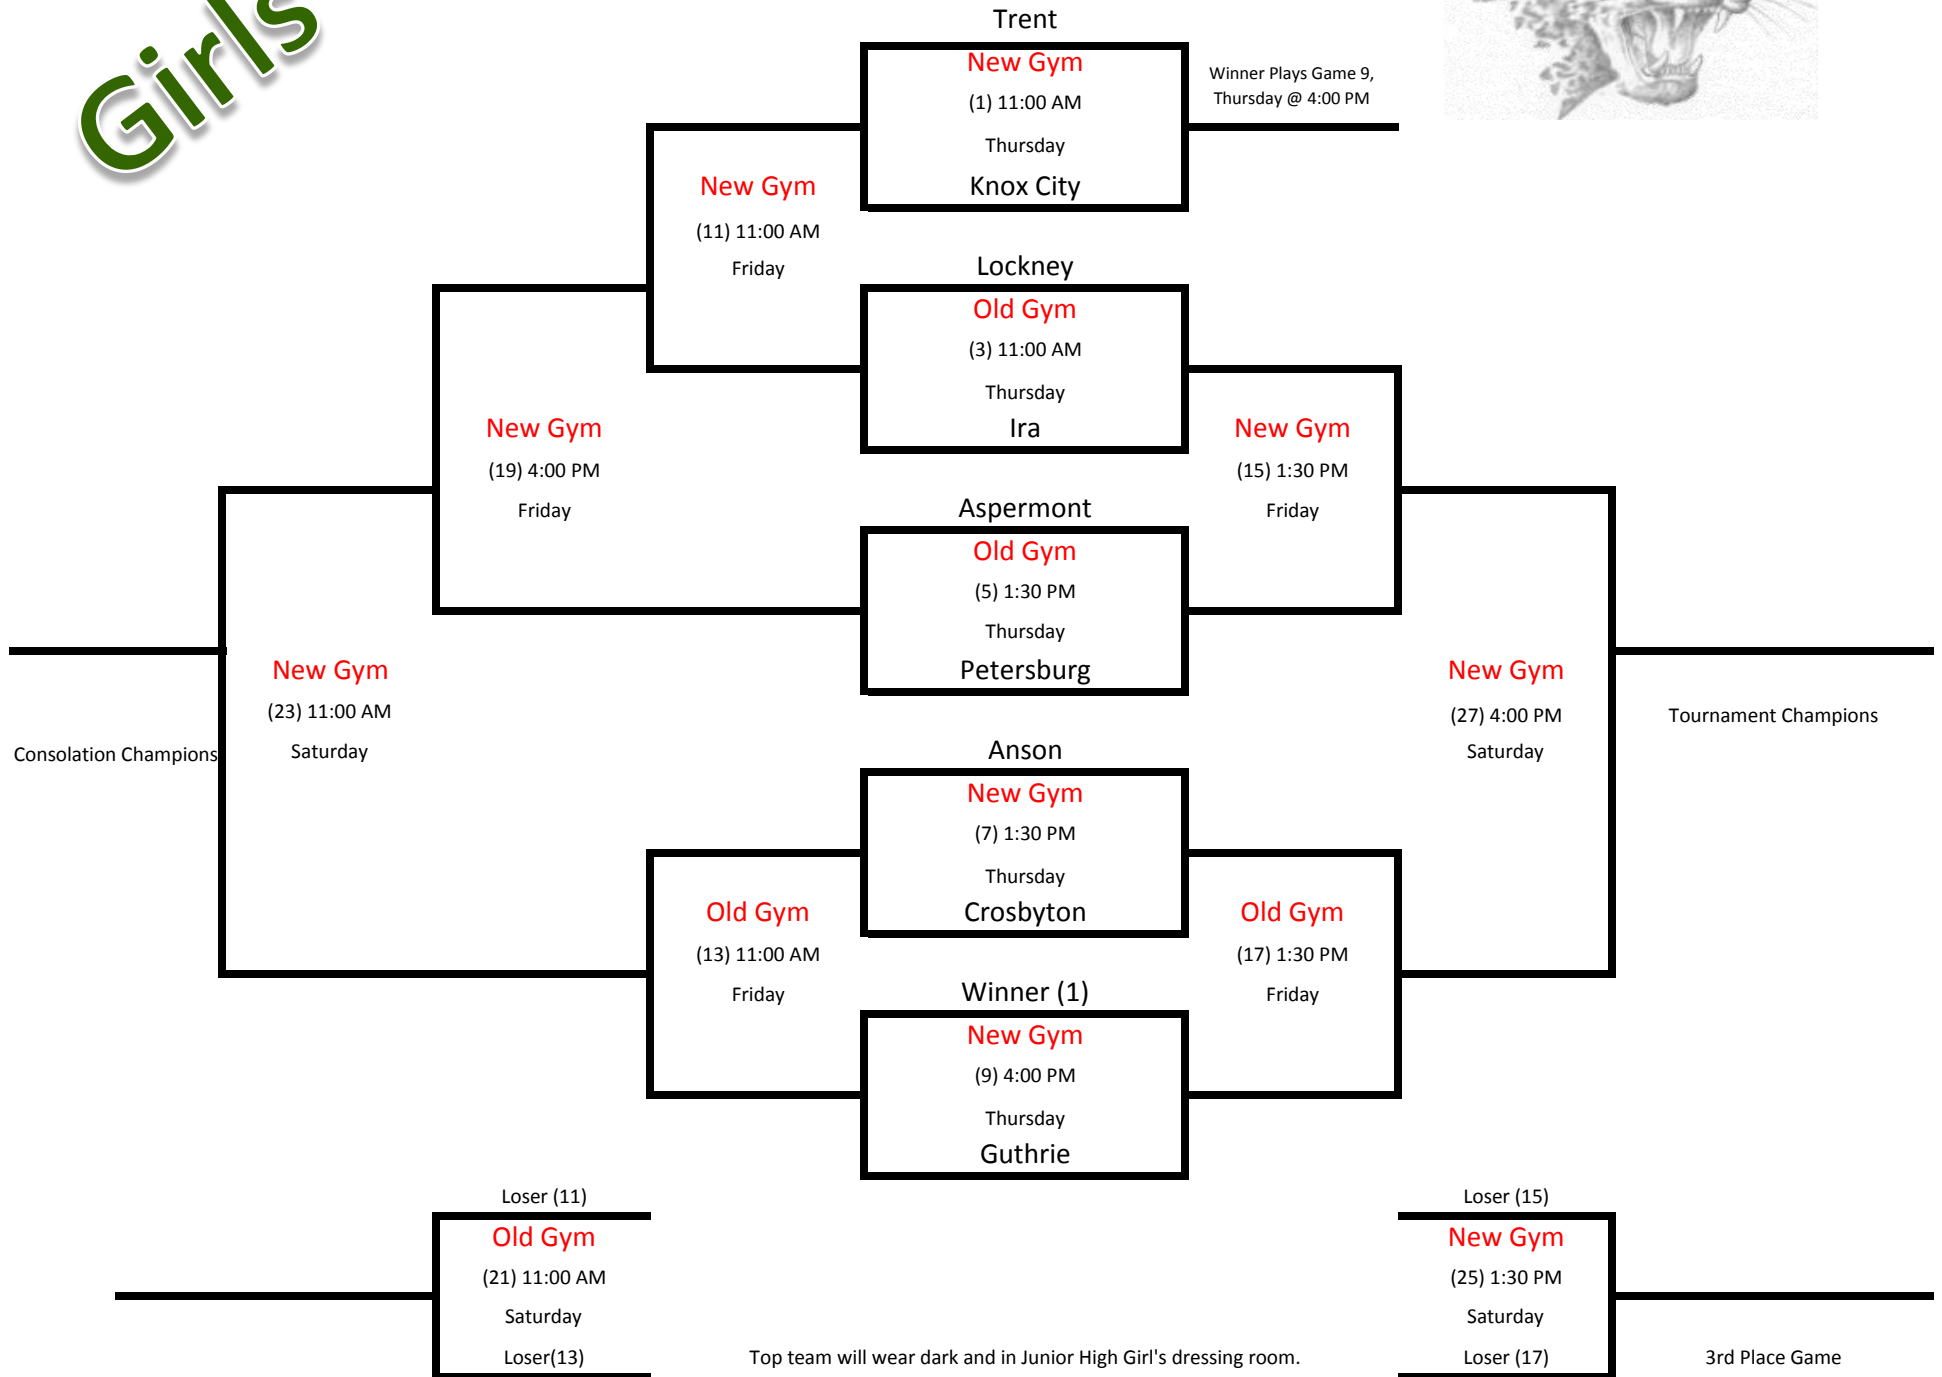 Girls
Trent
New Gym
(1) 11:00 AM
Thursday
Knox City
Winner Plays Game 9,
Thursday @ 4:00 PM
New Gym
(11) 11:00 AM
Friday
Lockney
Old Gym
(3) 11:00 AM
Thursday
Ira
New Gym
(19) 4:00 PM
Friday
New Gym
(15) 1:30 PM
Friday
Aspermont
Old Gym
(5) 1:30 PM
Thursday
Petersburg
New Gym
(23) 11:00 AM
Saturday
Consolation Champions
New Gym
(27) 4:00 PM
Saturday
Tournament Champions
Anson
New Gym
(7) 1:30 PM
Thursday
Crosbyton
Old Gym
(13) 11:00 AM
Friday
Old Gym
(17) 1:30 PM
Friday
Winner (1)
New Gym
(9) 4:00 PM
Thursday
Guthrie
Loser (11)
Old Gym
(21) 11:00 AM
Saturday
Loser(13)
Top team will wear dark and in Junior High Girl's dressing room.
Loser (15)
New Gym
(25) 1:30 PM
Saturday
Loser (17)
3rd Place Game